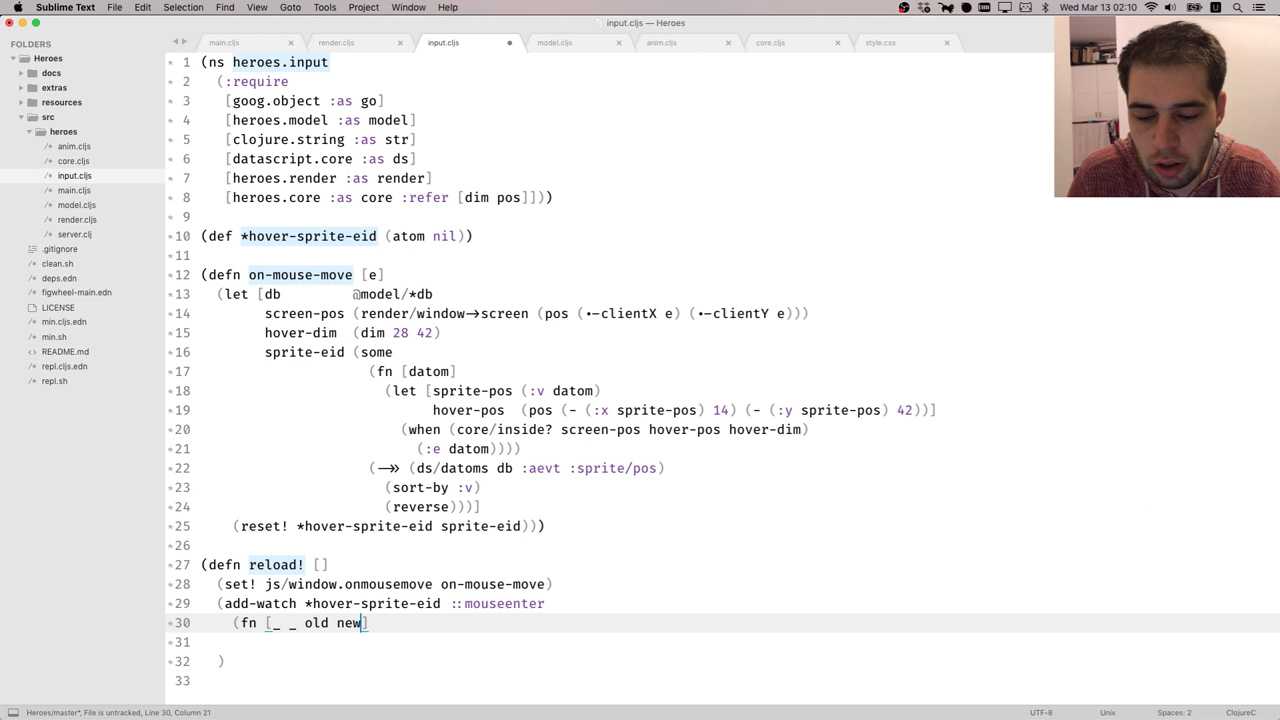 Sublime Text File Edit Selection Find View Goto Tools Project Window Help Wed Mar 13 02:10
input.cljs — Heroes
FOLDERS
Heroes
docs
extras
resources
src
heroes
/* anim.cljs
/* core.cljs
/* input.cljs
/* main.cljs
/* model.cljs
/* render.cljs
/* server.clj
.gitignore
clean.sh
deps.edn
figwheel-main.edn
LICENSE
min.cljs.edn
min.sh
README.md
repl.cljs.edn
repl.sh
main.cljs render.cljs input.cljs model.cljs anim.cljs core.cljs style.css
1 (ns heroes.input
2 (:require
3 [goog.object :as go]
4 [heroes.model :as model]
5 [clojure.string :as str]
6 [datascript.core :as ds]
7 [heroes.render :as render]
8 [heroes.core :as core :refer [dim pos]]))
9
10 (def *hover-sprite-eid (atom nil))
11
12 (defn on-mouse-move [e]
13 (let [db @model/*db
14 screen-pos (render/window->screen (pos (.-clientX e) (.-clientY e)))
15 hover-dim (dim 28 42)
16 sprite-eid (some
17 (fn [datom]
18 (let [sprite-pos (:v datom)
19 hover-pos (pos (- (:x sprite-pos) 14) (- (:y sprite-pos) 42))]
20 (when (core/inside? screen-pos hover-pos hover-dim)
21 (:e datom))))
22 (->> (ds/datoms db :aevt :sprite/pos)
23 (sort-by :v)
24 (reverse)))]
25 (reset! *hover-sprite-eid sprite-eid)))
26
27 (defn reload! []
28 (set! js/window.onmousemove on-mouse-move)
29 (add-watch *hover-sprite-eid ::mouseenter
30 (fn [_ _ old new]
31
32 )
33
Heroes/master*, File is untracked, Line 30, Column 21 UTF-8 Unix Spaces: 2 ClojureC